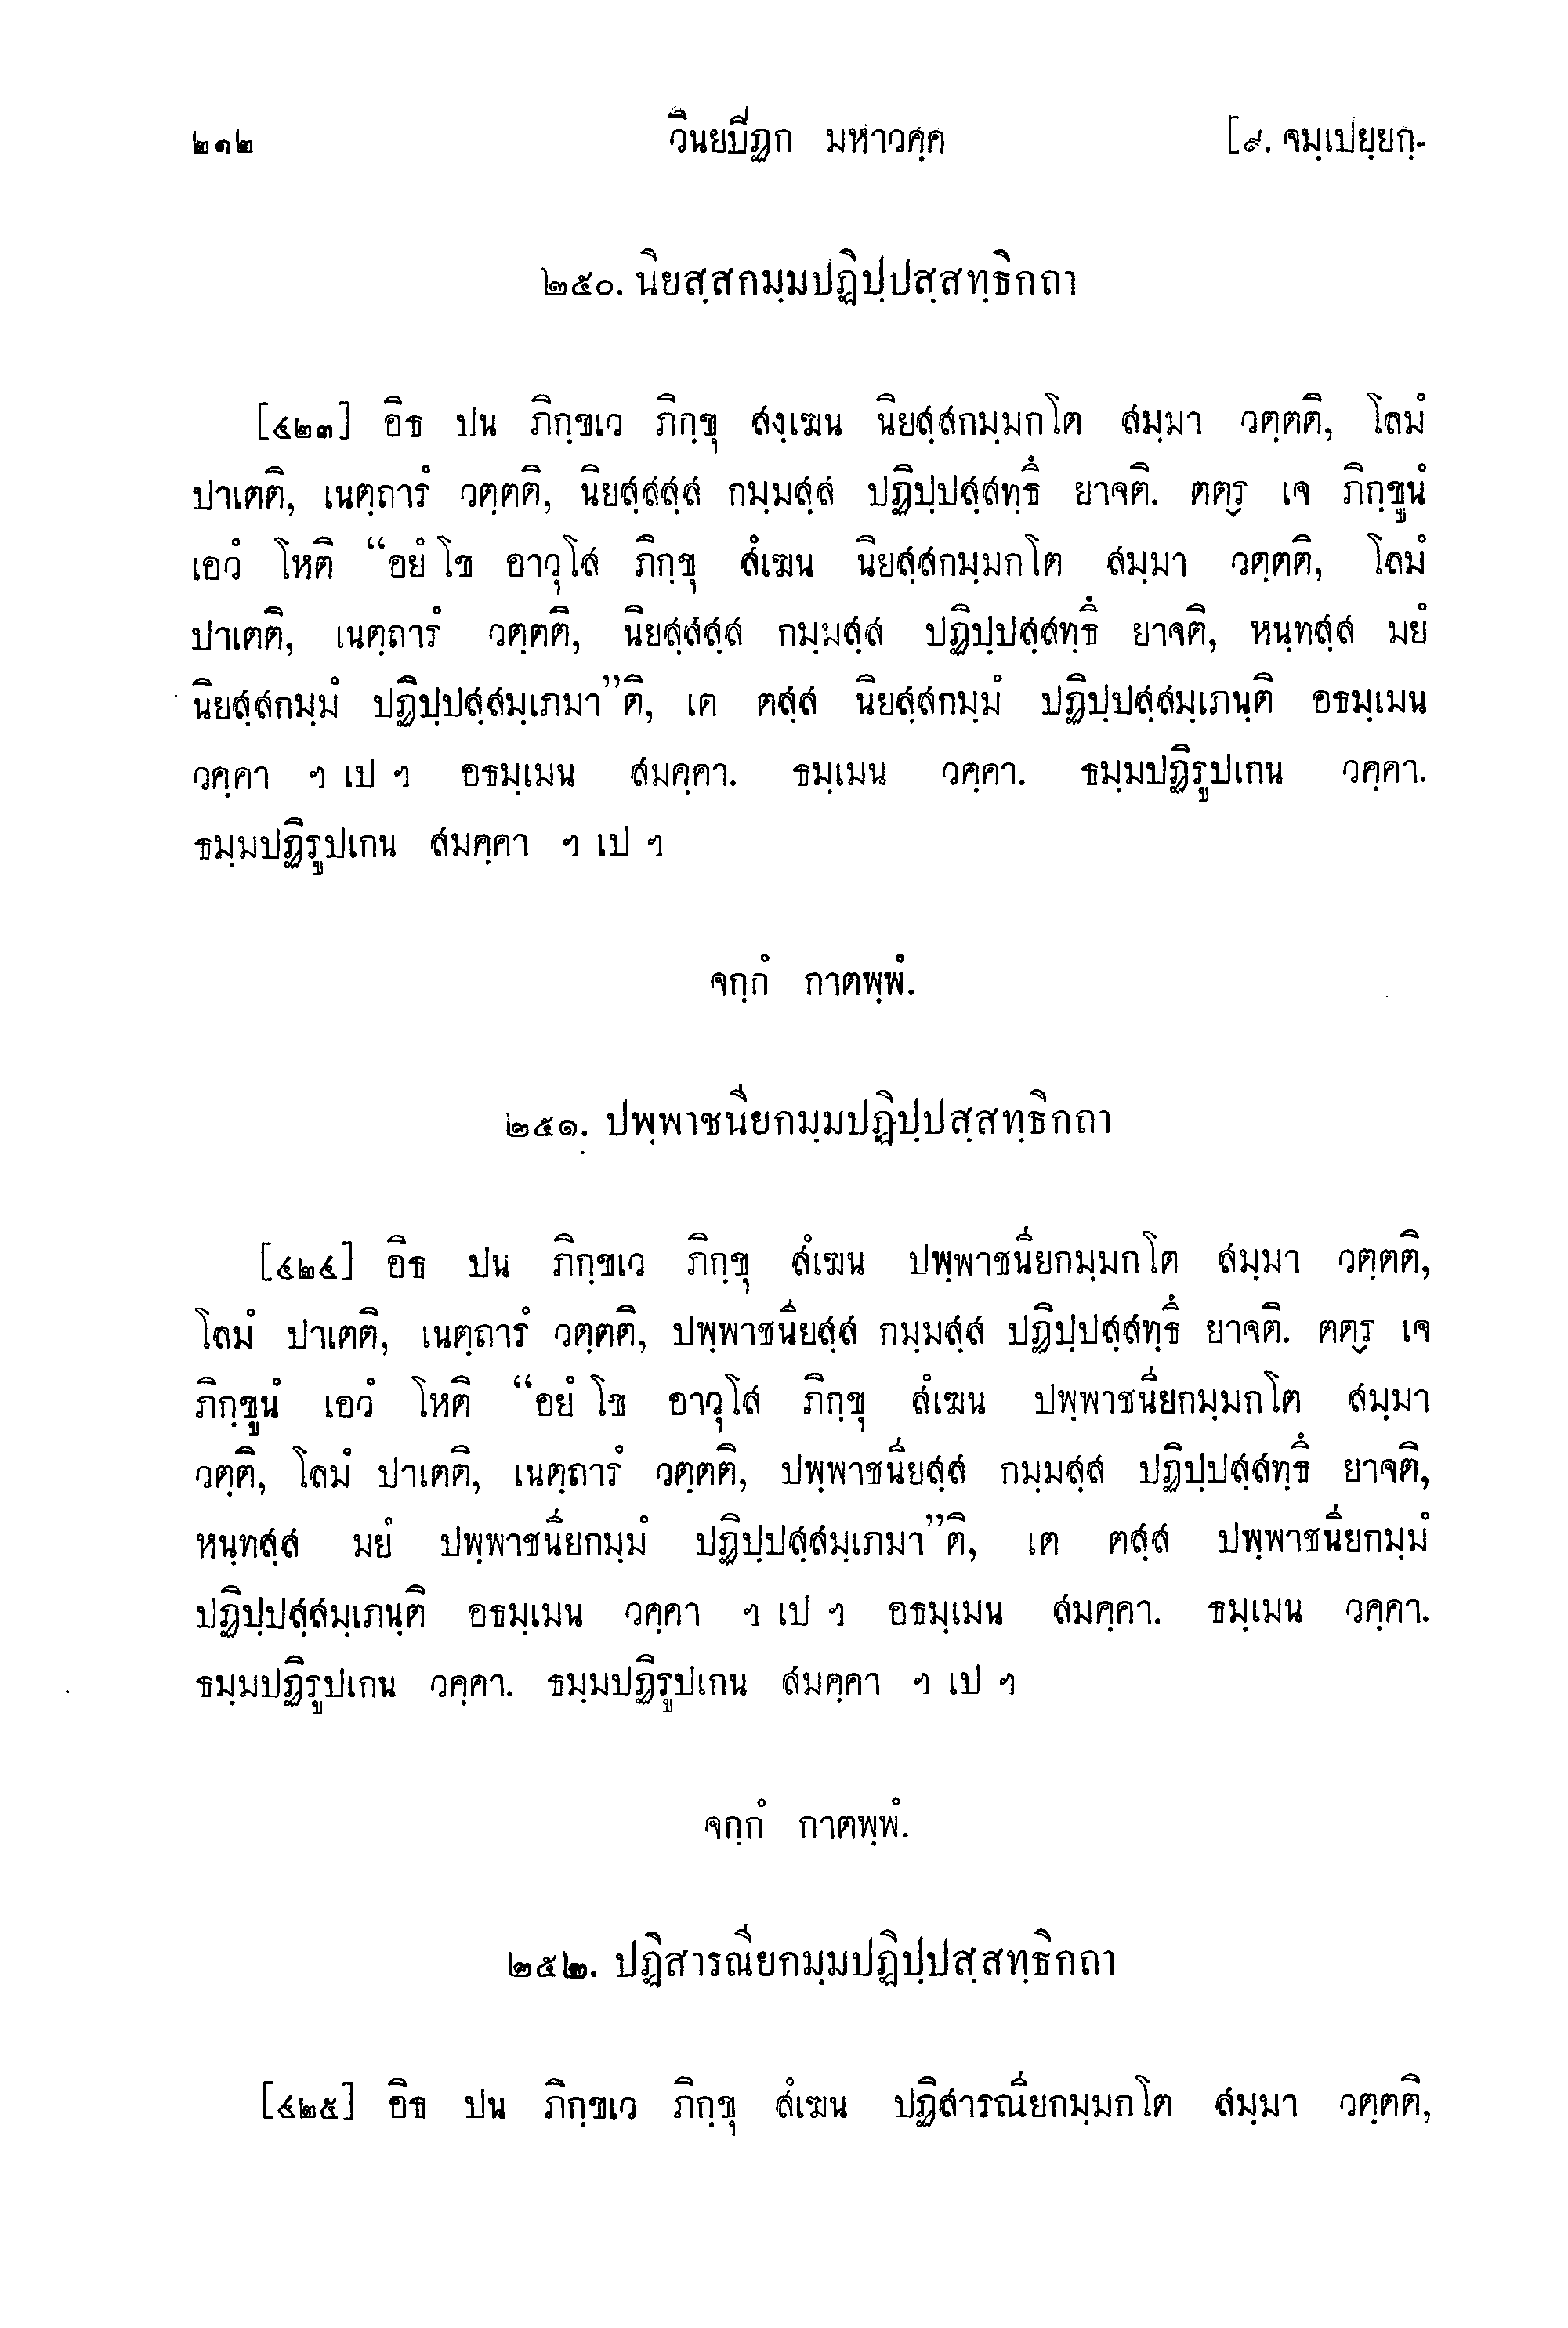 ๒๑๒ วินยปิฏก มหาวคฺค [๙. จมฺเปยฺยกฺ-
๒๕๐. นิยสฺสกมฺมปฏิปฺปสฺสทฺธิกถา
[๔๒๓] อิธ ปน ภิกฺขเว ภิกฺขุ สงฺเฆน นิยสฺสกมฺมกโต สมฺมา วตฺตติ, โลมํ
ปาเตติ, เนตฺถารํ วตฺตติ, นิยสฺสสฺส กมฺมสฺส ปฏิปฺปสฺสทฺธึ ยาจติ. ตตฺร เจ ภิกฺขูนํ
เอวํ โหติ “อยํ โข อาวุโส ภิกฺขุ สํเฆน นิยสฺสกมฺมกโต สมฺมา วตฺตติ, โลมํ
ปาเตติ, เนตฺถารํ วตฺตติ, นิยสฺสสฺส กมฺมสฺส ปฏิปฺปสฺสทฺธึ ยาจติ, หนฺทสฺส มยํ
นิยสฺสกมฺมํ ปฏิปฺปสฺสมฺเภมา”ติ, เต ตสฺส นิยสฺสกมฺมํ ปฏิปฺปสฺสมฺเภนฺติ อธมฺเมน
วคฺคา ฯ เป ฯ อธมฺเมน สมคฺคา. ธมฺเมน วคฺคา. ธมฺมปฏิรูปเกน วคฺคา.
ธมฺมปฏิรูปเกน สมคฺคา ฯ เป ฯ
จกฺกํ กาตพฺพํ.
๒๕๑. ปพฺพาชนียกมฺมปฏิปฺปสฺสทฺธิกถา
[๔๒๔] อิธ ปน ภิกฺขเว ภิกฺขุ สํเฆน ปพฺพาชนียกมฺมกโต สมฺมา วตฺตติ,
โลมํ ปาเตติ, เนตฺถารํ วตฺตติ, ปพฺพาชนียสฺส กมฺมสฺส ปฏิปฺปสฺสทฺธึ ยาจติ. ตตฺร เจ
ภิกฺขูนํ เอวํ โหติ “อยํ โข อาวุโส ภิกฺขุ สํเฆน ปพฺพาชนียกมฺมกโต สมฺมา
วตฺติ, โลมํ ปาเตติ, เนตฺถารํ วตฺตติ, ปพฺพาชนียสฺส กมฺมสฺส ปฏิปฺปสฺสทฺธึ ยาจติ,
หนฺทสฺส มยํ ปพฺพาชนียกมฺมํ ปฏิปฺปสฺสมฺเภมา”ติ, เต ตสฺส ปพฺพาชนียกมฺมํ
ปฏิปฺปสฺสมฺเภนฺติ อธมฺเมน วคฺคา ฯ เป ฯ อธมฺเมน สมคฺคา. ธมฺเมน วคฺคา.
ธมฺมปฏิรูปเกน วคฺคา. ธมฺมปฏิรูปเกน สมคฺคา ฯ เป ฯ
จกฺกํ กาตพฺพํ.
๒๕๒. ปฏิสารณียกมฺมปฏิปฺปสฺสทฺธิกถา
[๔๒๕] อิธ ปน ภิกฺขเว ภิกฺขุ สํเฆน ปฏิสารณียกมฺมกโต สมฺมา วตฺตติ,